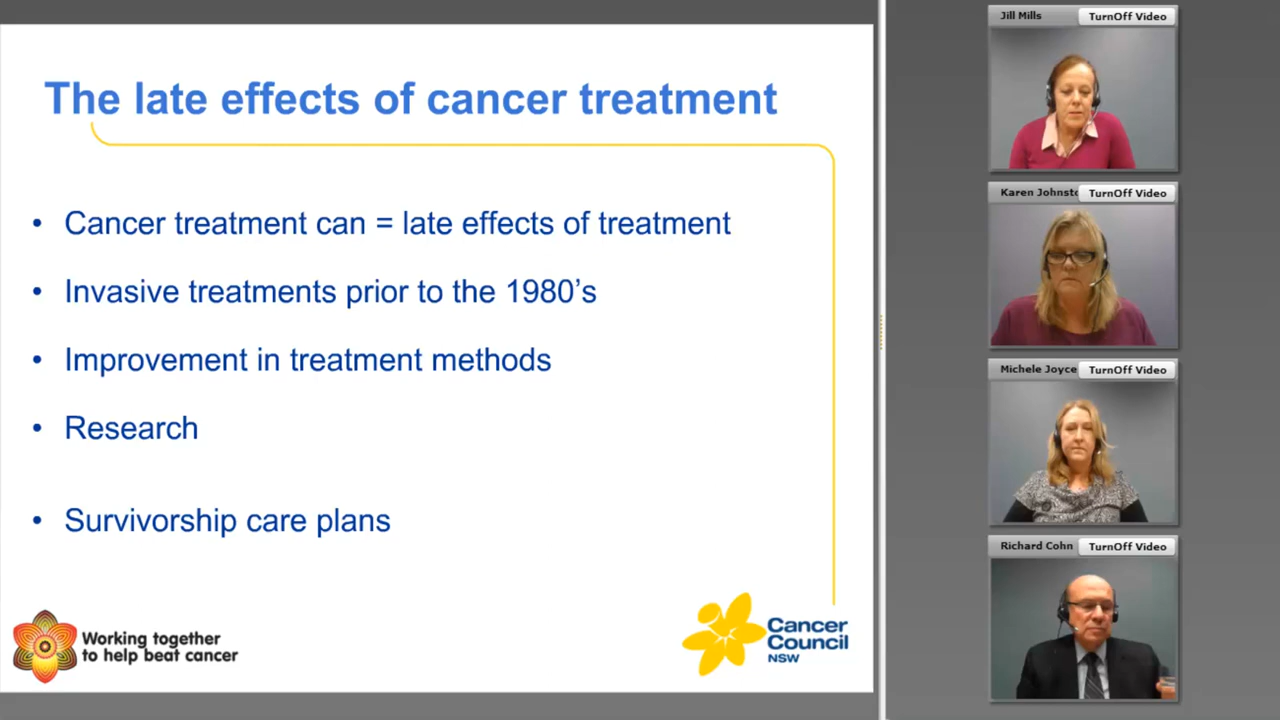 The late effects of cancer treatment
• Cancer treatment can = late effects of treatment
• Invasive treatments prior to the 1980’s
• Improvement in treatment methods
• Research
• Survivorship care plans
Working together
to help beat cancer
Cancer
Council
NSW
Jill Mills
TurnOff Video
Karen Johnsto
TurnOff Video
Michele Joyce
TurnOff Video
Richard Cohn
TurnOff Video